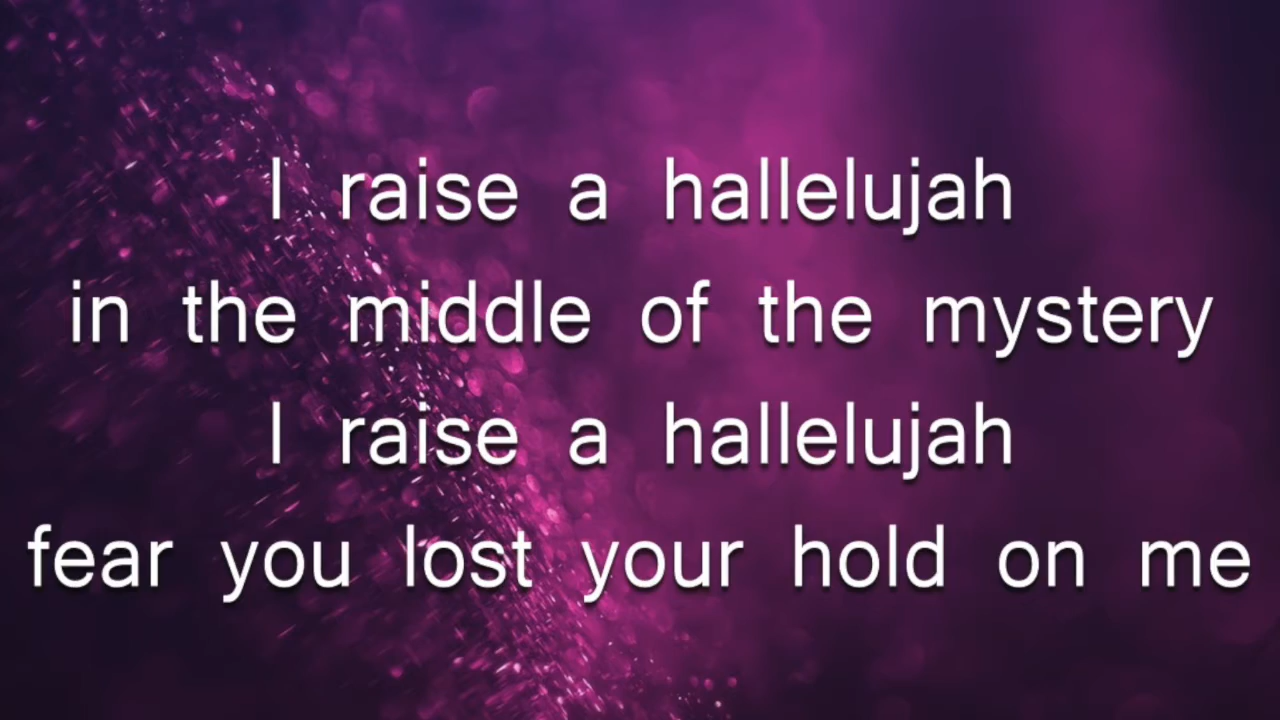 I raise a hallelujah
in the middle of the mystery
I raise a hallelujah
fear you lost your hold on me